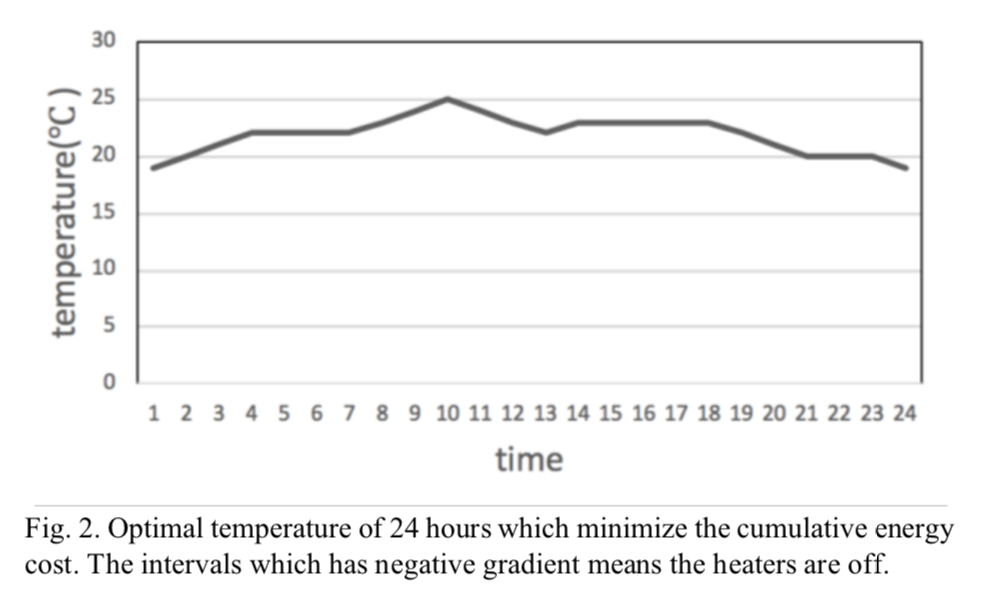 30
25
20
15
10
5
0
temperature(°C)
1 2 3 4 5 6 7 8 9 10 11 12 13 14 15 16 17 18 19 20 21 22 23 24
time
Fig. 2. Optimal temperature of 24 hours which minimize the cumulative energy
cost. The intervals which has negative gradient means the heaters are off.